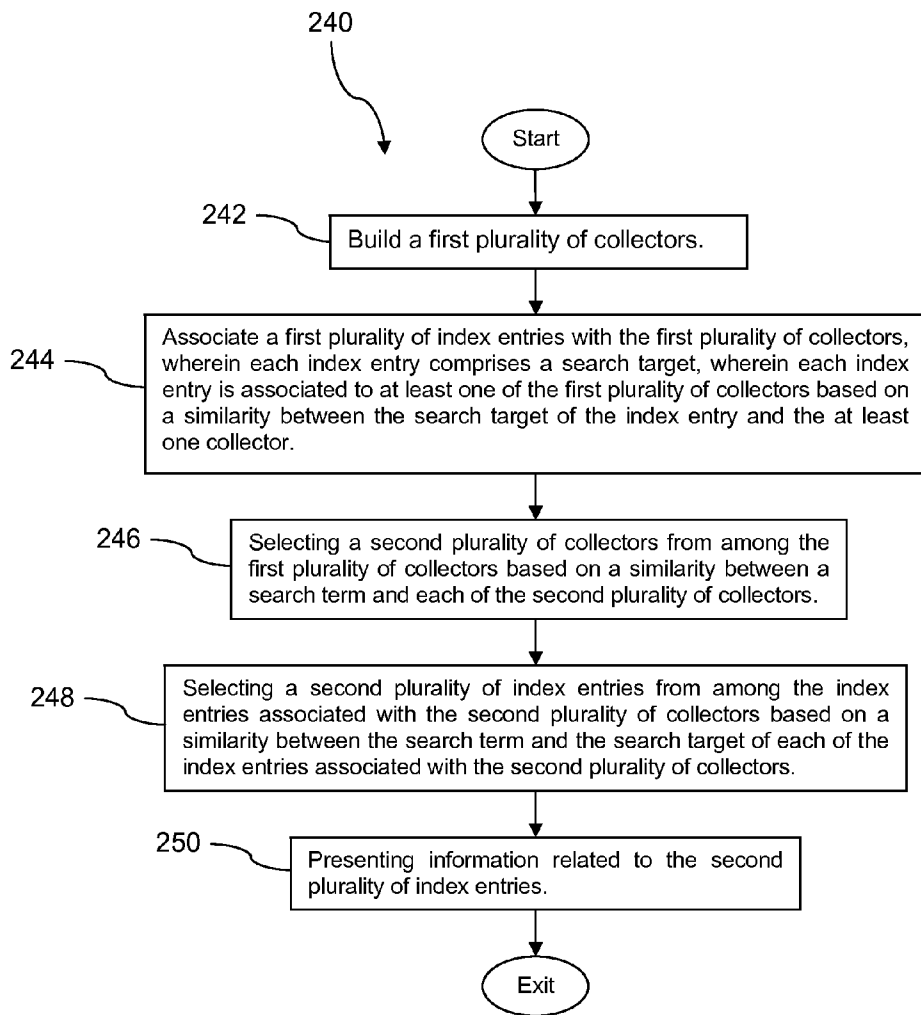 240
Start
242
Build a first plurality of collectors.
244
Associate a first plurality of index entries with the first plurality of collectors,
wherein each index entry comprises a search target, wherein each index
entry is associated to at least one of the first plurality of collectors based on
a similarity between the search target of the index entry and the at least
one collector.
246
Selecting a second plurality of collectors from among the
first plurality of collectors based on a similarity between a
search term and each of the second plurality of collectors.
248
Selecting a second plurality of index entries from among the index
entries associated with the second plurality of collectors based on a
similarity between the search term and the search target of each of the
index entries associated with the second plurality of collectors.
250
Presenting information related to the second
plurality of index entries.
Exit